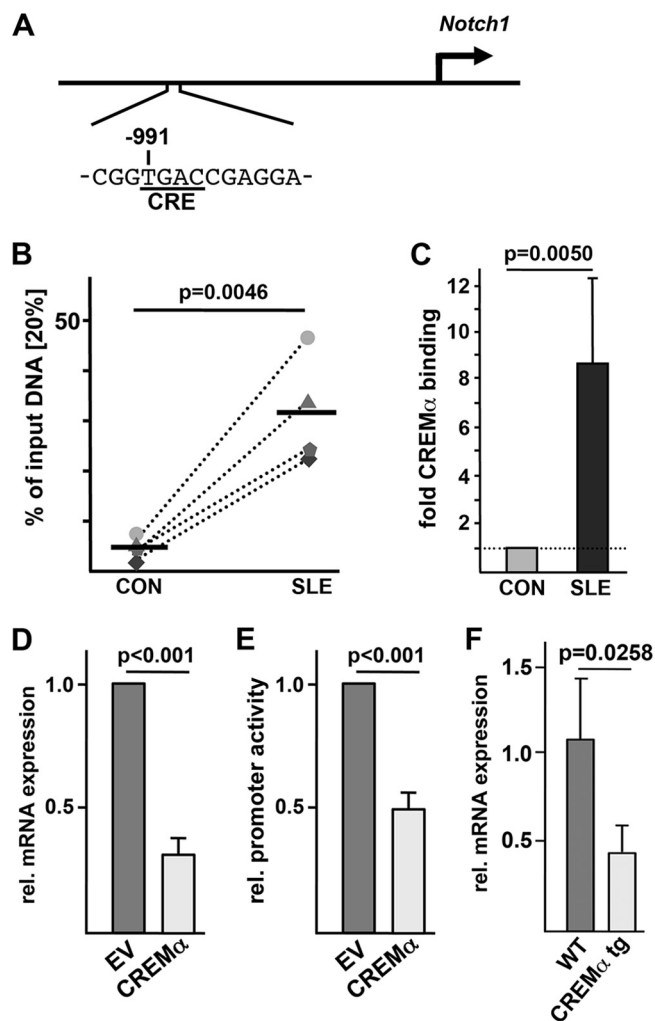 A
Notch1
-991
-CGGTGACCGAGGA-
CRE
B
p=0.0046
50
% of input DNA [20%]
CON
SLE
C
p=0.0050
12
10
8
6
4
2
fold CREMα binding
CON
SLE
D
p<0.001
1.0
0.5
rel. mRNA expression
EV
CREMα
E
p<0.001
1.0
0.5
rel. promoter activity
EV
CREMα
F
p=0.0258
1.5
1.0
0.5
rel. mRNA expression
WT
CREMα tg